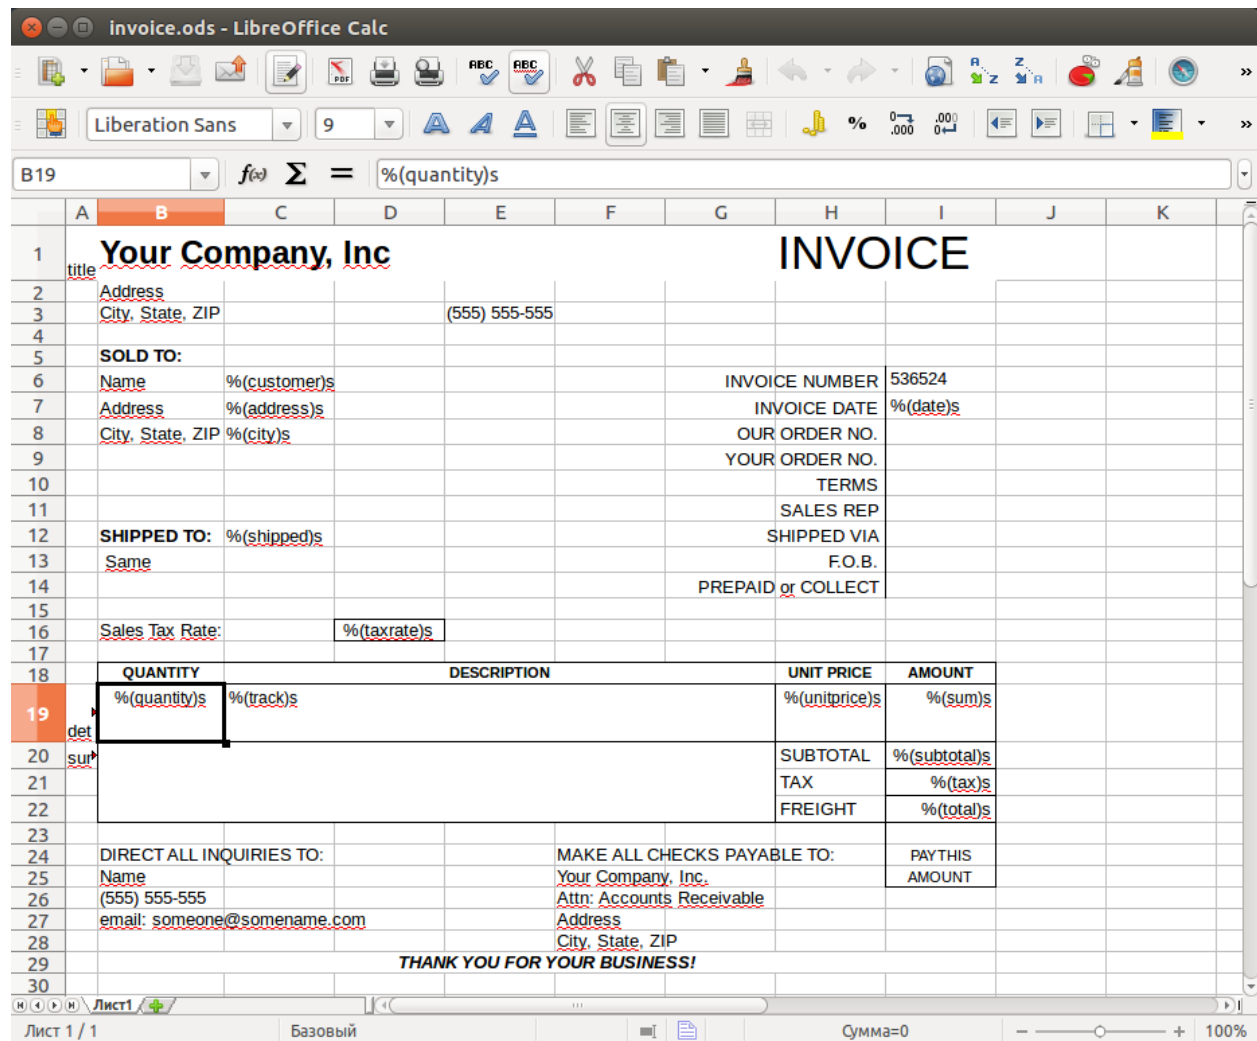 invoice.ods - LibreOffice Calc
PDF
ABC ABC
A Z Z A
Liberation Sans 9 A A A % 0 .000 .000 0
B19 f(x) Σ = %(quantity)s
A B C D E F G H I J K
1 title Your Company, Inc INVOICE
2 Address
3 City, State, ZIP (555) 555-555
4
5 SOLD TO:
6 Name %(customer)s INVOICE NUMBER 536524
7 Address %(address)s INVOICE DATE %(date)s
8 City, State, ZIP %(city)s OUR ORDER NO.
9 YOUR ORDER NO.
10 TERMS
11 SALES REP
12 SHIPPED TO: %(shipped)s SHIPPED VIA
13 Same F.O.B.
14 PREPAID or COLLECT
15
16 Sales Tax Rate: %(taxrate)s
17
18 QUANTITY DESCRIPTION UNIT PRICE AMOUNT
19 det %(quantity)s %(track)s %(unitprice)s %(sum)s
20 sur SUBTOTAL %(subtotal)s
21 TAX %(tax)s
22 FREIGHT %(total)s
23
24 DIRECT ALL INQUIRIES TO: MAKE ALL CHECKS PAYABLE TO: PAY THIS
25 Name Your Company, Inc. AMOUNT
26 (555) 555-555 Attn: Accounts Receivable
27 email: someone@somename.com Address
28 City, State, ZIP
29 THANK YOU FOR YOUR BUSINESS!
30
Лист1
Лист 1 / 1 Базовый Сумма=0 100%